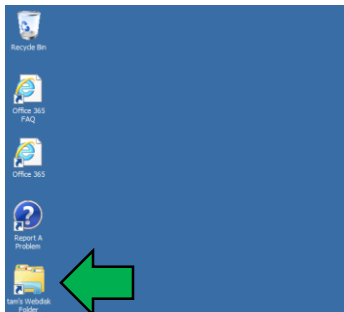 Recycle Bin
Office 365
FAQ
Office 365
Report A
Problem
tam's Webdisk
Folder